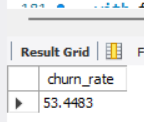 Result Grid
churn_rate
53.4483